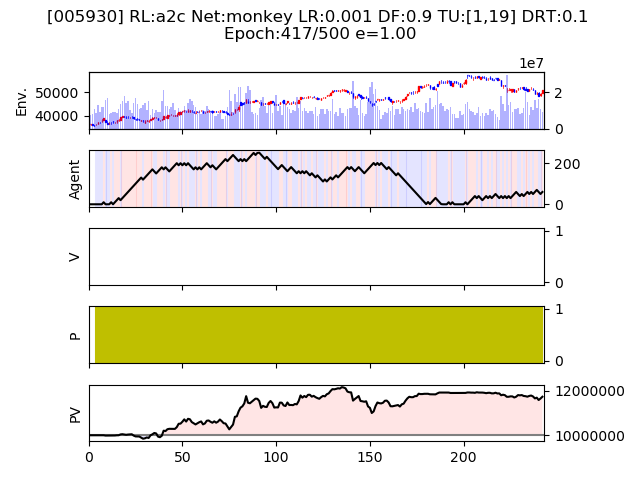 [005930] RL:a2c Net:monkey LR:0.001 DF:0.9 TU:[1,19] DRT:0.1
Epoch:417/500 e=1.00
1e7
Env.
50000
40000
2
0
Agent
200
0
V
1
0
P
1
0
PV
12000000
10000000
0
50
100
150
200